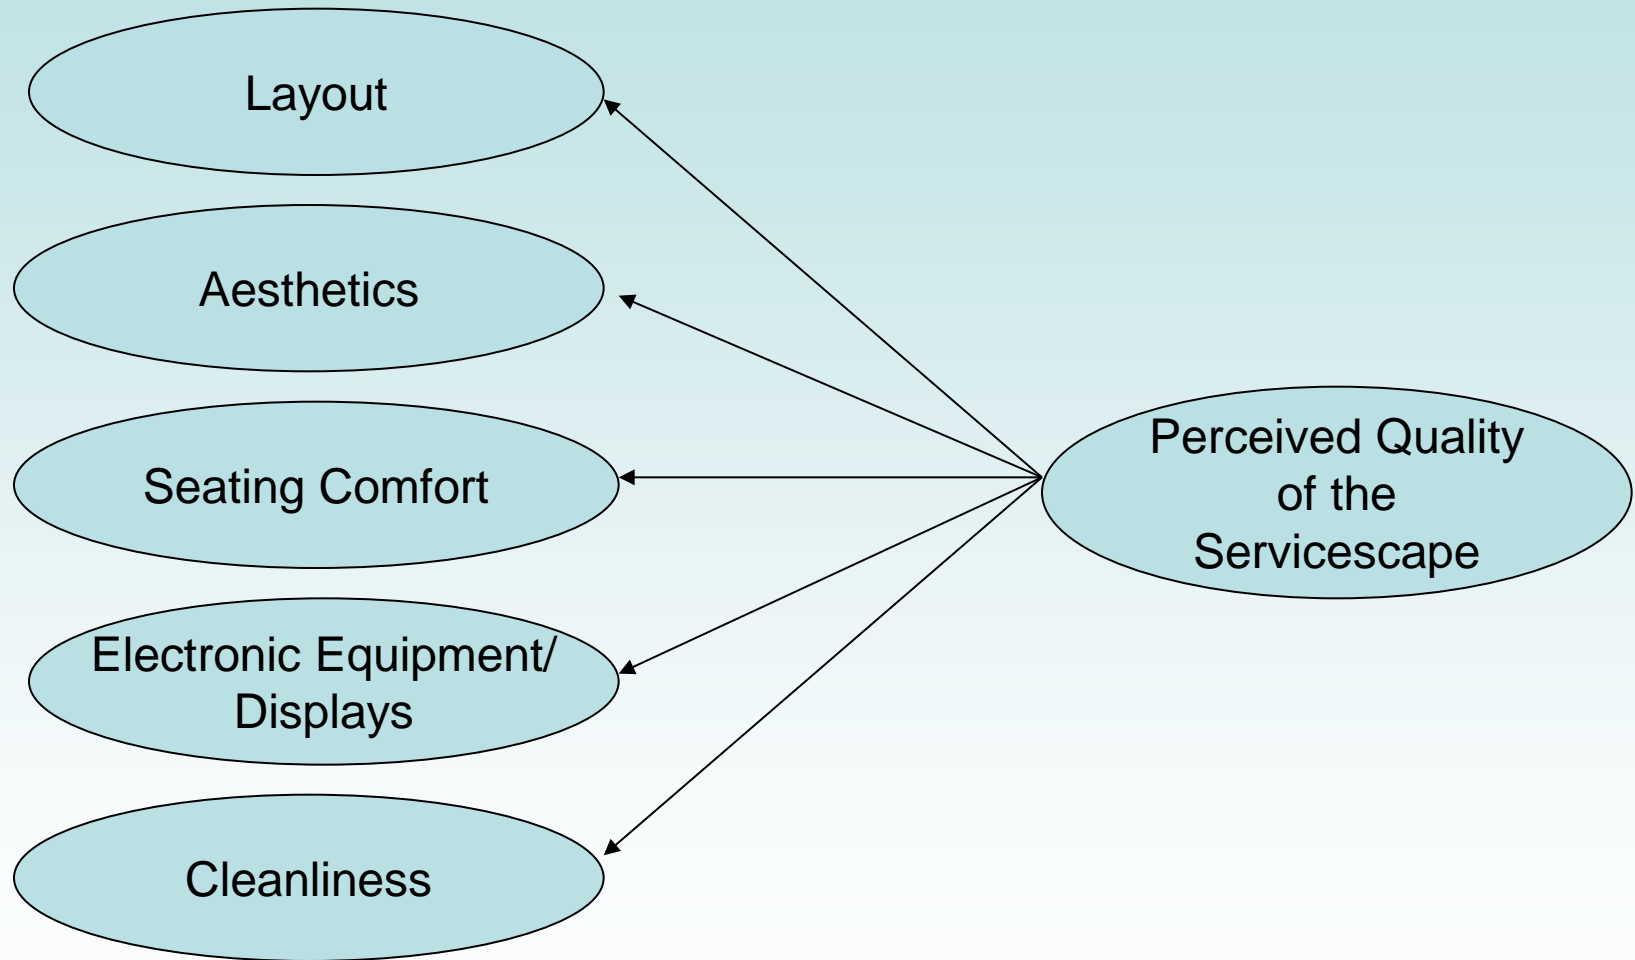 Layout
Aesthetics
Seating Comfort
Electronic Equipment/
Displays
Cleanliness
Perceived Quality
of the
Servicescape